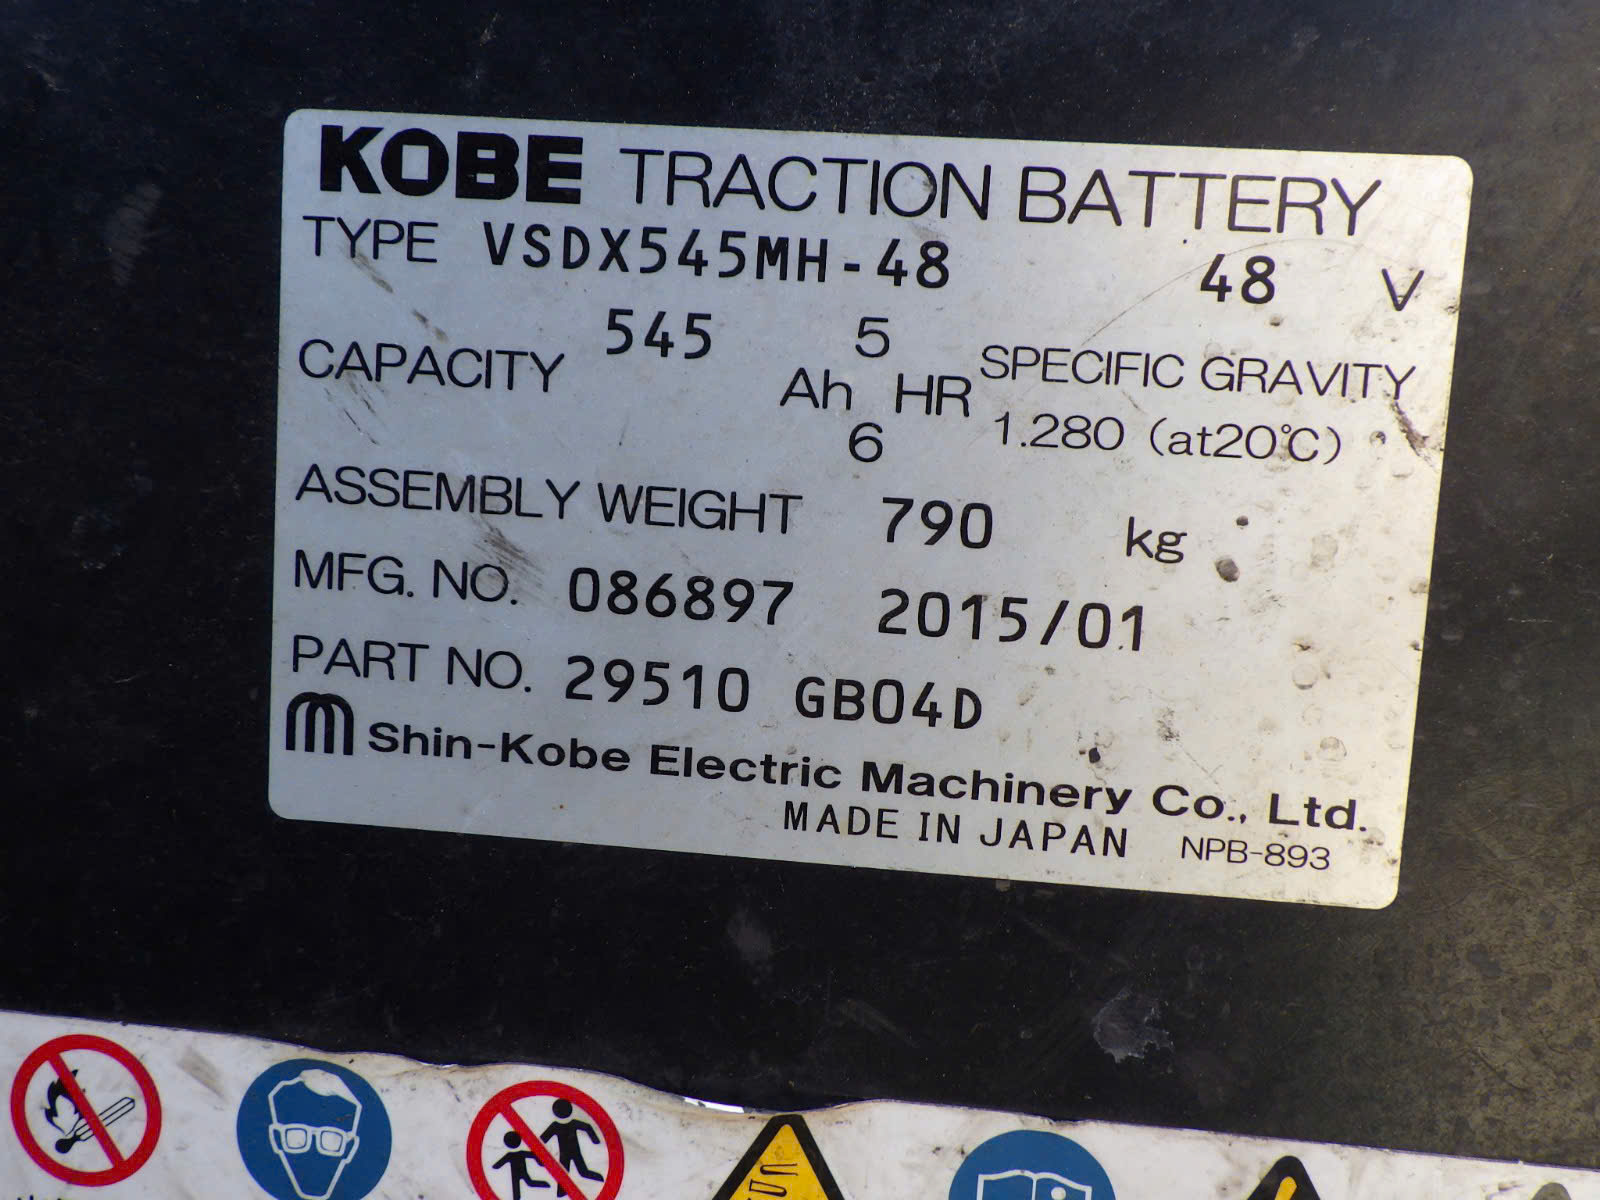 KOBE TRACTION BATTERY
TYPE VSDX545MH-48 48 V
CAPACITY 545 Ah 5 HR 6 SPECIFIC GRAVITY
1.280 (at20℃)
ASSEMBLY WEIGHT 790 kg
MFG. NO. 086897 2015/01
PART NO. 29510 GB04D
Shin-Kobe Electric Machinery Co., Ltd.
MADE IN JAPAN NPB-893